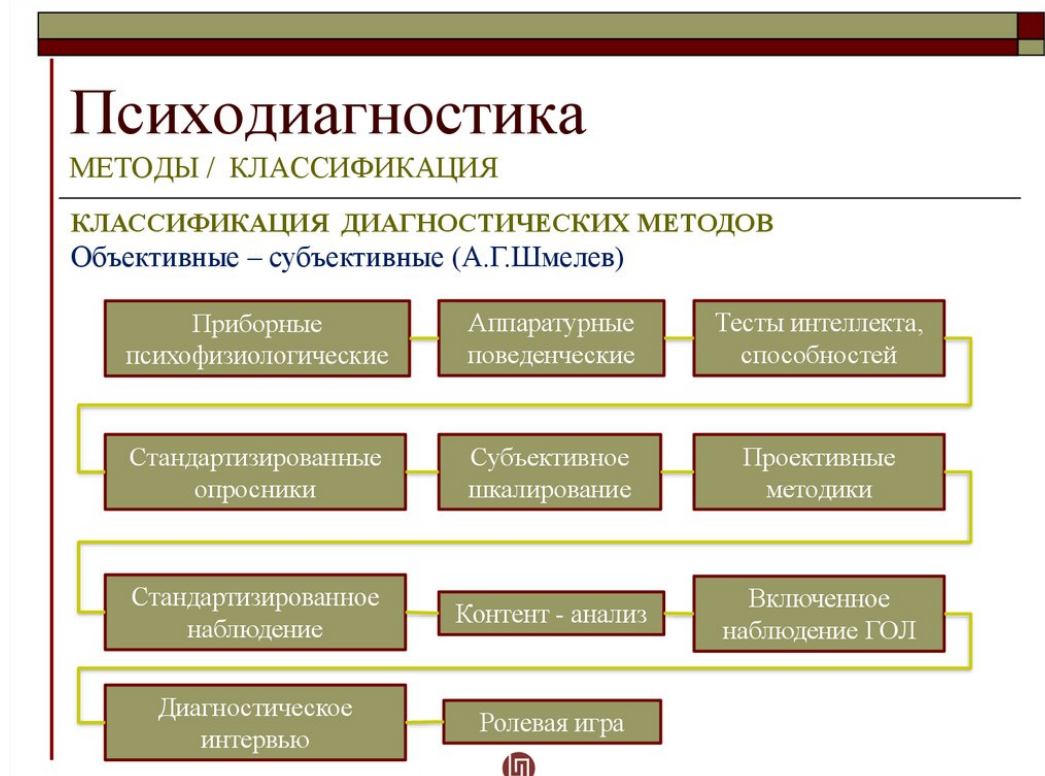 Психодиагностика
МЕТОДЫ / КЛАССИФИКАЦИЯ
КЛАССИФИКАЦИЯ ДИАГНОСТИЧЕСКИХ МЕТОДОВ
Объективные – субъективные (А.Г.Шмелев)
Приборные
психофизиологические
Аппаратурные
поведенческие
Тесты интеллекта,
способностей
Стандартизированные
опросники
Субъективное
шкалирование
Проективные
методики
Стандартизированное
наблюдение
Контент - анализ
Включенное
наблюдение ГОЛ
Диагностическое
интервью
Ролевая игра